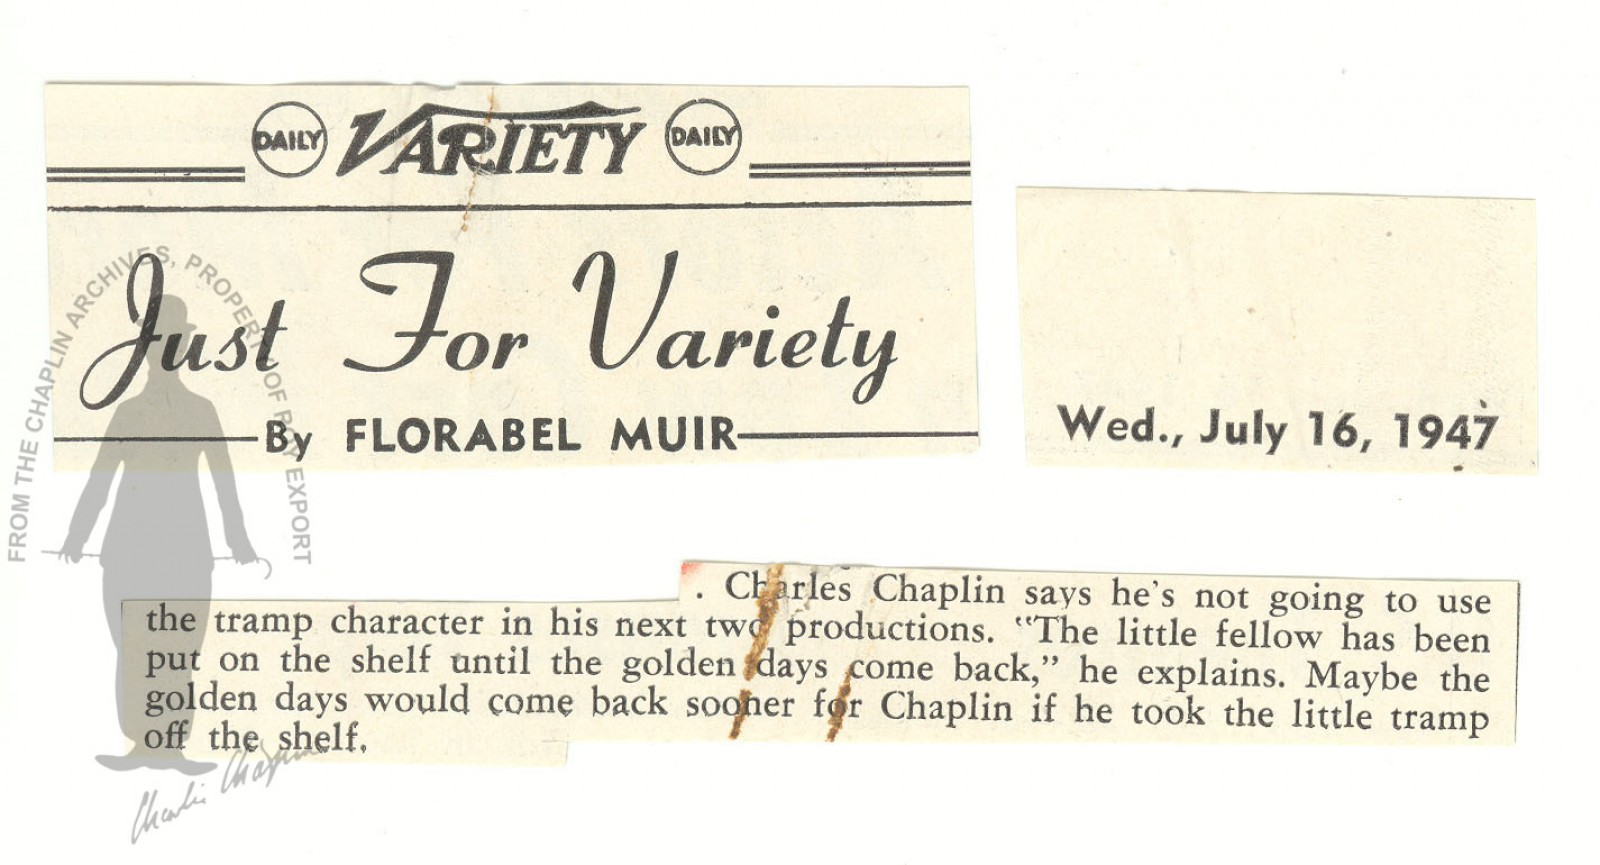 DAILY VARIETY DAILY
Just For Variety
By FLORABEL MUIR
Wed., July 16, 1947
. Charles Chaplin says he's not going to use
the tramp character in his next two productions. "The little fellow has been
put on the shelf until the golden days come back," he explains. Maybe the
golden days would come back sooner for Chaplin if he took the little tramp
off the shelf.
FROM THE CHAPLIN ARCHIVES, PROPERTY OF ROY EXPORT
Charlie Chaplin